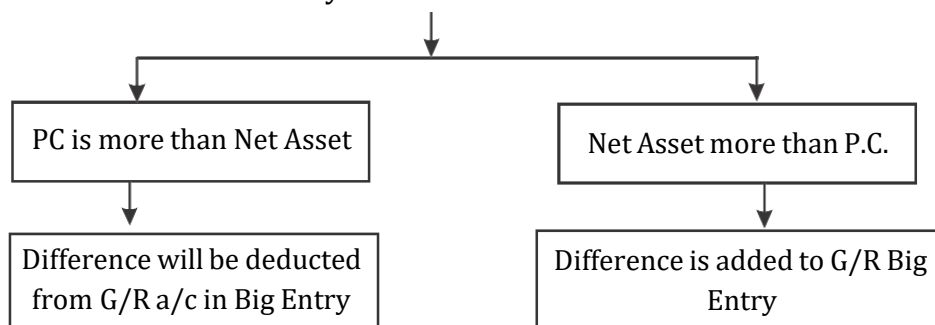 y
PC is more than Net Asset
Net Asset more than P.C.
Difference will be deducted
from G/R a/c in Big Entry
Difference is added to G/R Big
Entry